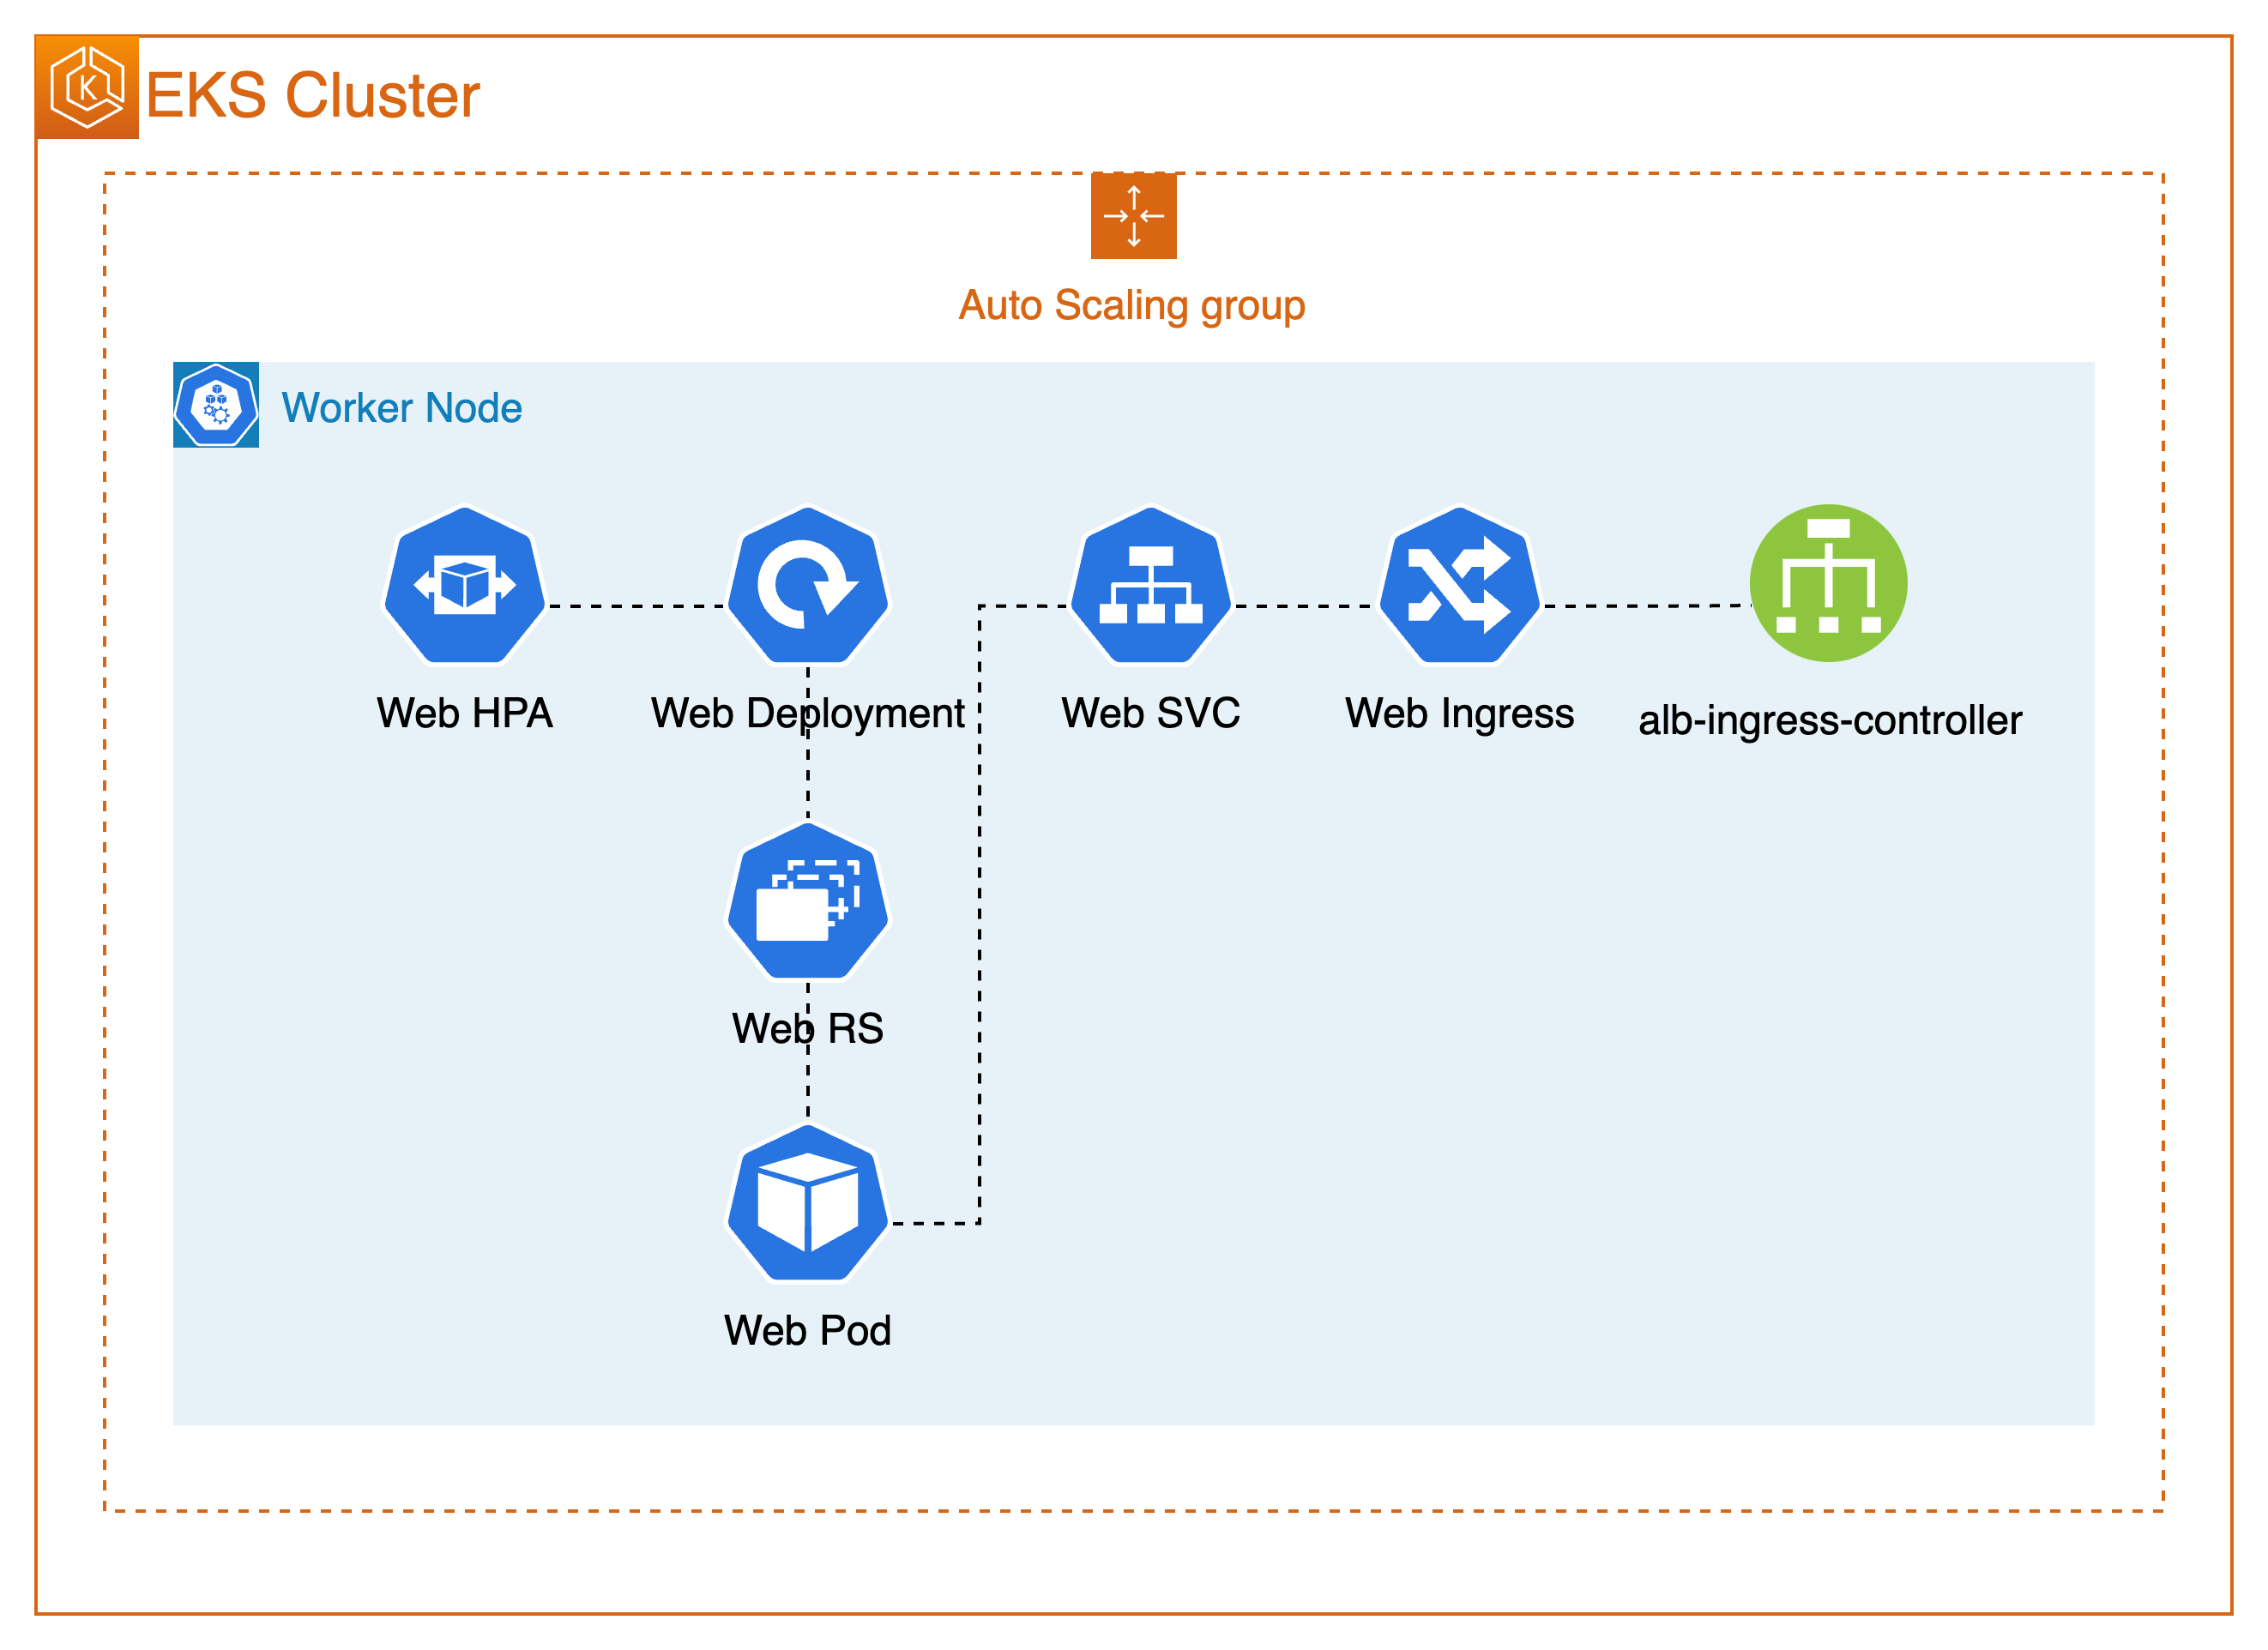 EKS Cluster
Auto Scaling group
Worker Node
Web HPA
Web Deployment
Web SVC
Web Ingress
alb-ingress-controller
Web RS
Web Pod